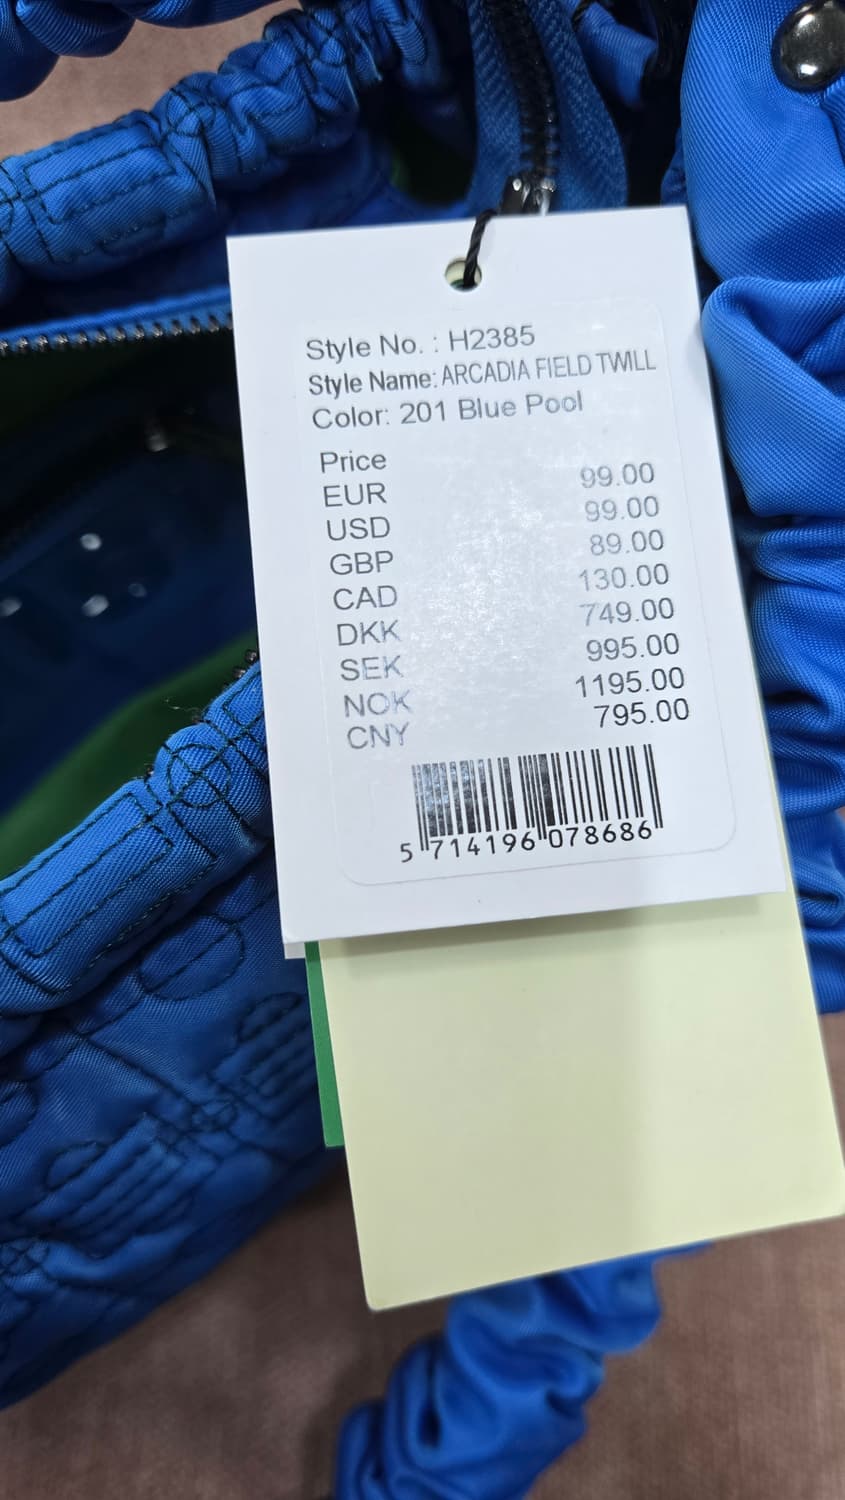 Style No. : H2385
Style Name: ARCADIA FIELD TWILL
Color: 201 Blue Pool
Price
EUR 99.00
USD 99.00
GBP 89.00
CAD 130.00
DKK 749.00
SEK 995.00
NOK 1195.00
CNY 795.00
5 714196 078686